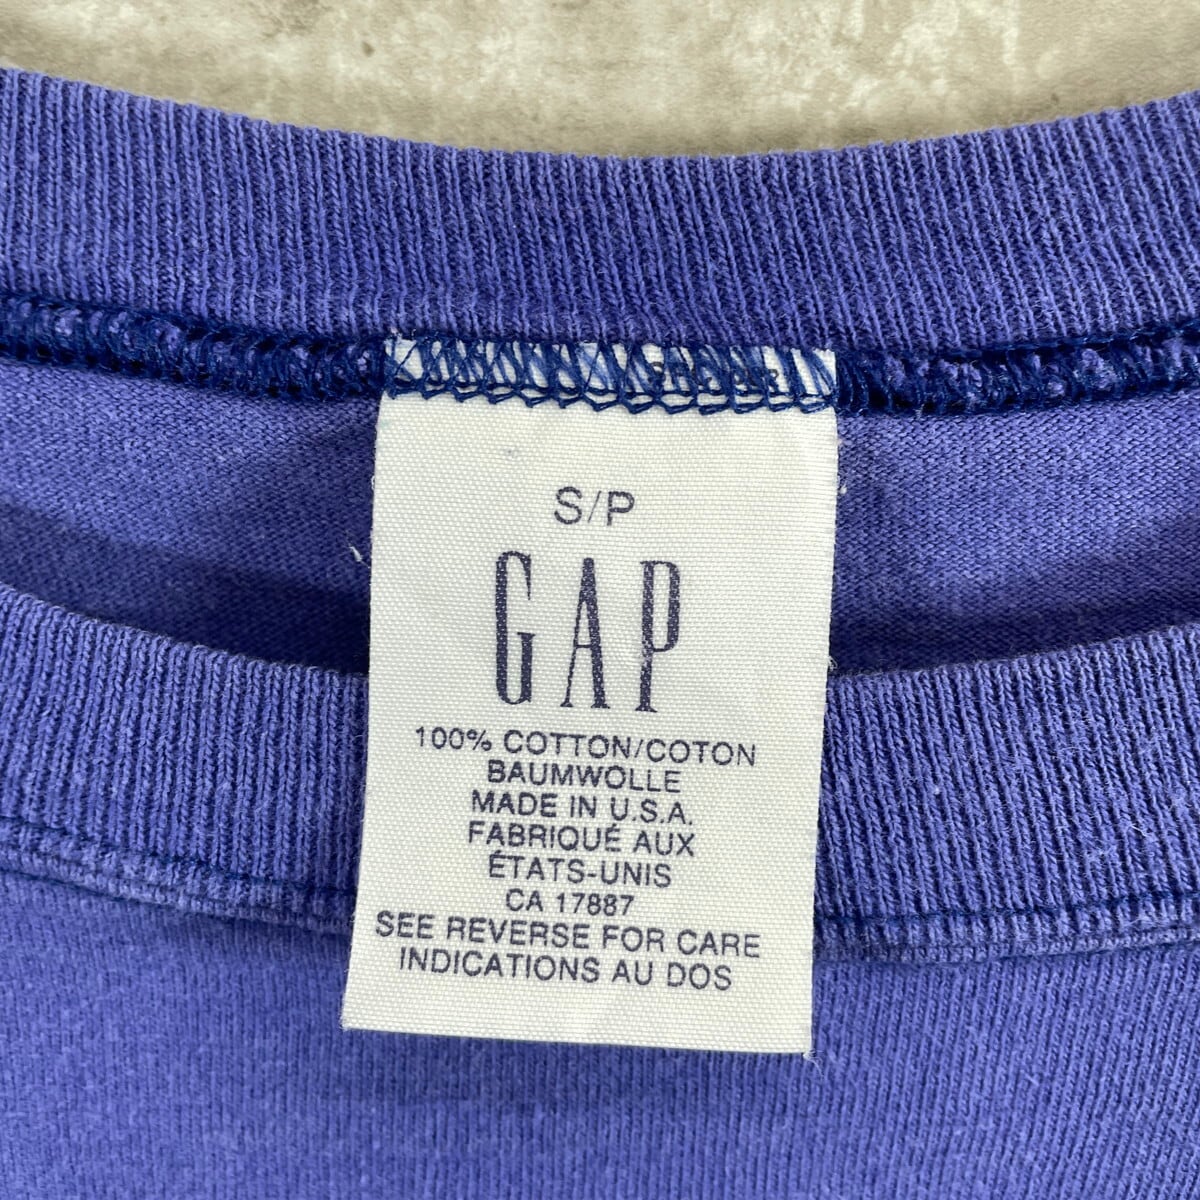 S/P
GAP
100% COTTON/COTON
BAUMWOLLE
MADE IN U.S.A.
FABRIQUÉ AUX
ÉTATS-UNIS
CA 17887
SEE REVERSE FOR CARE
INDICATIONS AU DOS